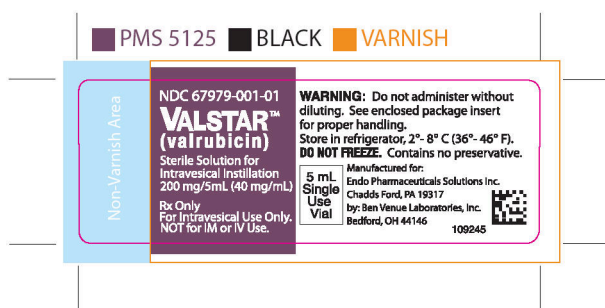 PMS 5125 BLACK VARNISH
Non-Varnish Area
NDC 67979-001-01
VALSTAR™
(valrubicin)
Sterile Solution for
Intravesical Instillation
200 mg/5mL (40 mg/mL)
Rx Only
For Intravesical Use Only.
NOT for IM or IV Use.
WARNING: Do not administer without
diluting. See enclosed package insert
for proper handling.
Store in refrigerator, 2°- 8° C (36°- 46° F).
DO NOT FREEZE. Contains no preservative.
5 mL
Single
Use
Vial
Manufactured for:
Endo Pharmaceuticals Solutions Inc.
Chadds Ford, PA 19317
by: Ben Venue Laboratories, Inc.
Bedford, OH 44146
109245